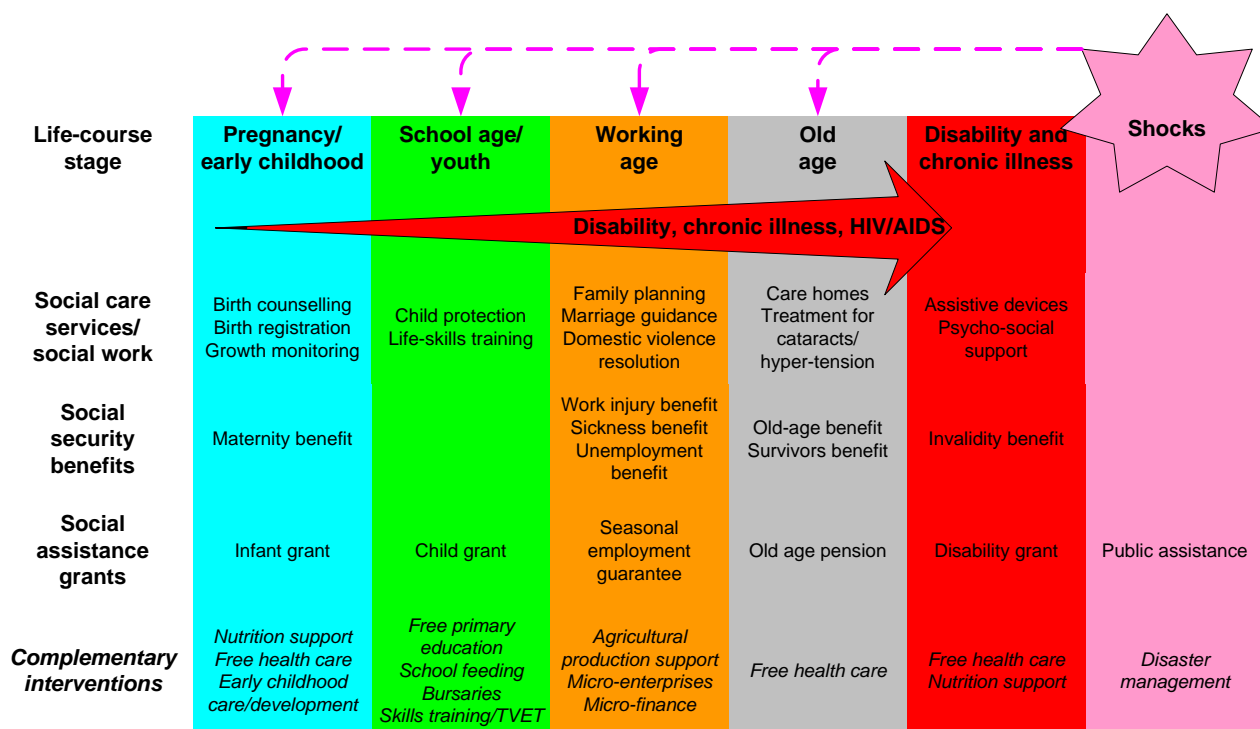 Life-course
stage
Pregnancy/
early childhood
School age/
youth
Working
age
Old
age
Disability and
chronic illness
Shocks
Disability, chronic illness, HIV/AIDS
Social care
services/
social work
Birth counselling
Birth registration
Growth monitoring
Child protection
Life-skills training
Family planning
Marriage guidance
Domestic violence
resolution
Care homes
Treatment for
cataracts/
hyper-tension
Assistive devices
Psycho-social
support
Social
security
benefits
Maternity benefit
Work injury benefit
Sickness benefit
Unemployment
benefit
Old-age benefit
Survivors benefit
Invalidity benefit
Social
assistance
grants
Infant grant
Child grant
Seasonal
employment
guarantee
Old age pension
Disability grant
Public assistance
Complementary
interventions
Nutrition support
Free health care
Early childhood
care/development
Free primary
education
School feeding
Bursaries
Skills training/TVET
Agricultural
production support
Micro-enterprises
Micro-finance
Free health care
Free health care
Nutrition support
Disaster
management